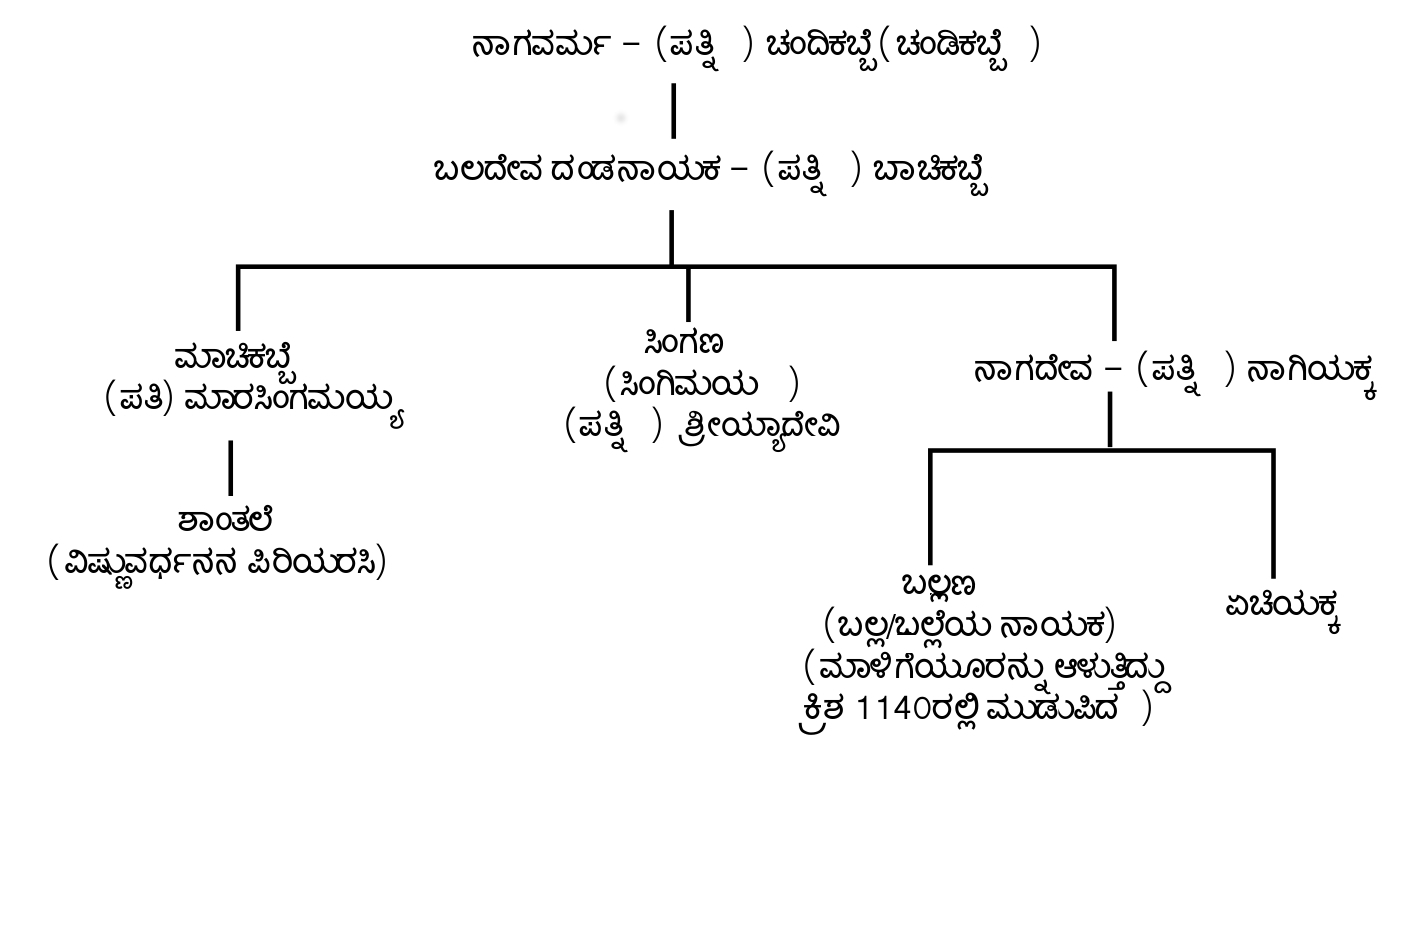 ನಾಗವರ್ಮ – (ಪತ್ನಿ ) ಚಂದಿಕಬ್ಬೆ(ಚಂಡಿಕಬ್ಬೆ )
ಬಲದೇವ ದಂಡನಾಯಕ – (ಪತ್ನಿ ) ಬಾಚಿಕಬ್ಬೆ
ಮಾಚಿಕಬ್ಬೆ
(ಪತಿ) ಮಾರಸಿಂಗಮಯ್ಯ
ಶಾಂತಲೆ
(ವಿಷ್ಣುವರ್ಧನನ ಪಿರಿಯರಸಿ)
ಸಿಂಗಣ
(ಸಿಂಗಿಮಯ )
(ಪತ್ನಿ ) ಶ್ರೀಯ್ಯಾದೇವಿ
ನಾಗದೇವ – (ಪತ್ನಿ ) ನಾಗಿಯಕ್ಕ
ಬಲ್ಲಣ
(ಬಲ್ಲ/ಬಲ್ಲೆಯ ನಾಯಕ)
(ಮಾಳಿಗೆಯೂರನ್ನು ಆಳುತ್ತಿದ್ದು
ಕ್ರಿಶ 1140ರಲ್ಲಿ ಮುಡುಪಿದ )
ಏಚಿಯಕ್ಕ